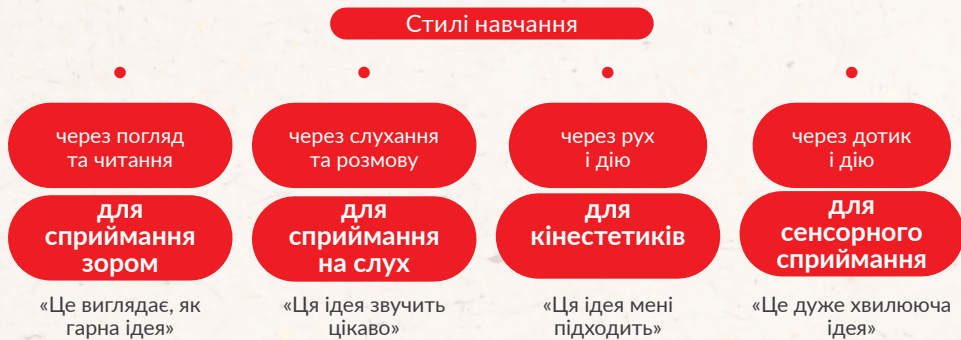 Стилі навчання
через погляд
та читання
для
сприймання
зором
«Це виглядає, як
гарна ідея»
через слухання
та розмову
для
сприймання
на слух
«Ця ідея звучить
цікаво»
через рух
і дію
для
кінестетиків
«Ця ідея мені
підходить»
через дотик
і дію
для
сенсорного
сприймання
«Це дуже хвилююча
ідея»